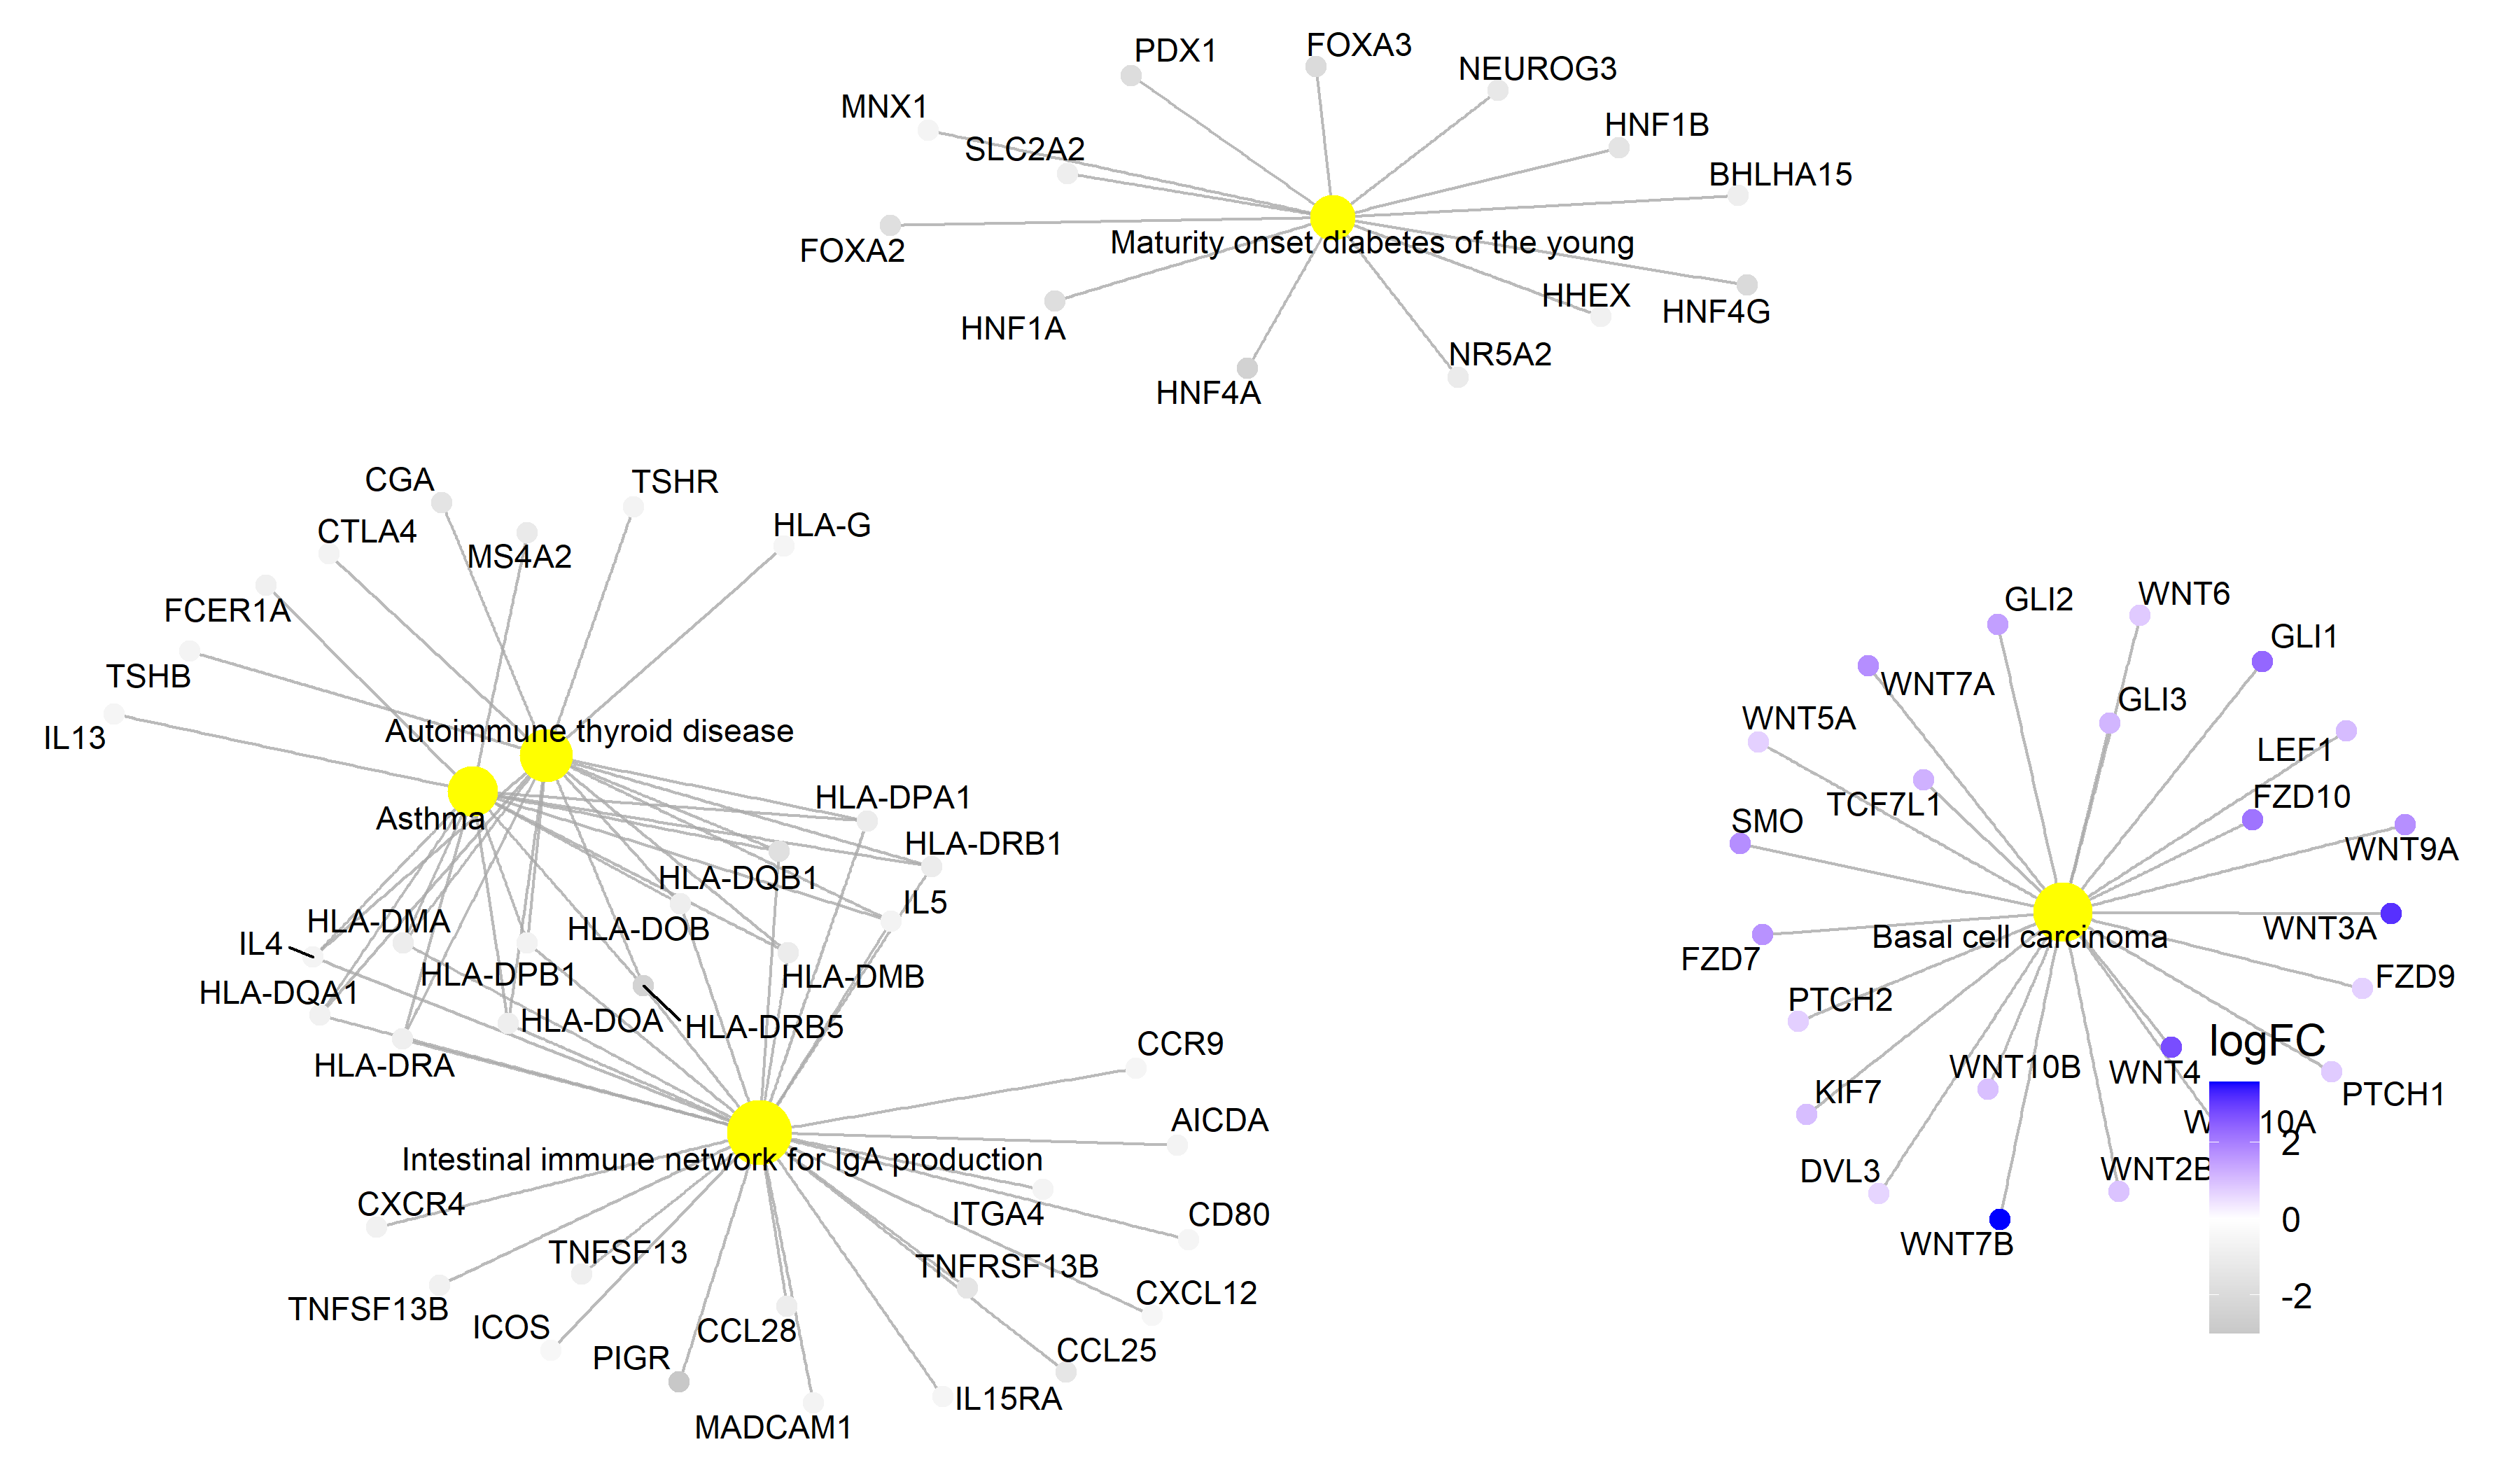 PDX1
FOXA3
NEUROG3
MNX1
SLC2A2
HNF1B
BHLHA15
FOXA2
Maturity onset diabetes of the young
HNF1A
HHEX
HNF4G
HNF4A
NR5A2
CGA
TSHR
CTLA4
MS4A2
HLA-G
FCER1A
TSHB
IL13
Autoimmune thyroid disease
Asthma
HLA-DPA1
HLA-DRB1
HLA-DQB1
IL5
HLA-DMA
IL4
HLA-DOB
HLA-DPB1
HLA-DMB
HLA-DQA1
HLA-DOA
HLA-DRB5
HLA-DRA
CCR9
AICDA
Intestinal immune network for IgA production
CXCR4
ITGA4
CD80
TNFSF13
TNFRSF13B
CXCL12
TNFSF13B
ICOS
CCL28
PIGR
CCL25
IL15RA
MADCAM1
GLI2
WNT6
GLI1
WNT7A
GLI3
WNT5A
LEF1
TCF7L1
FZD10
SMO
WNT9A
FZD7
Basal cell carcinoma
WNT3A
FZD9
PTCH2
WNT10B
WNT4
KIF7
PTCH1
DVL3
WNT2B
WNT7B
logFC
2
0
-2